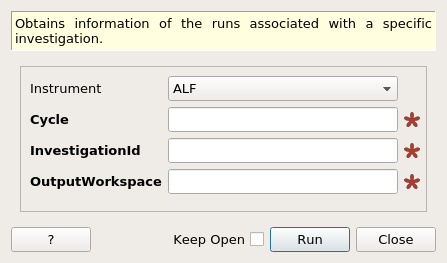 Obtains information of the runs associated with a specific
investigation.
Instrument ALF
Cycle
InvestigationId
OutputWorkspace
? Keep Open Run Close